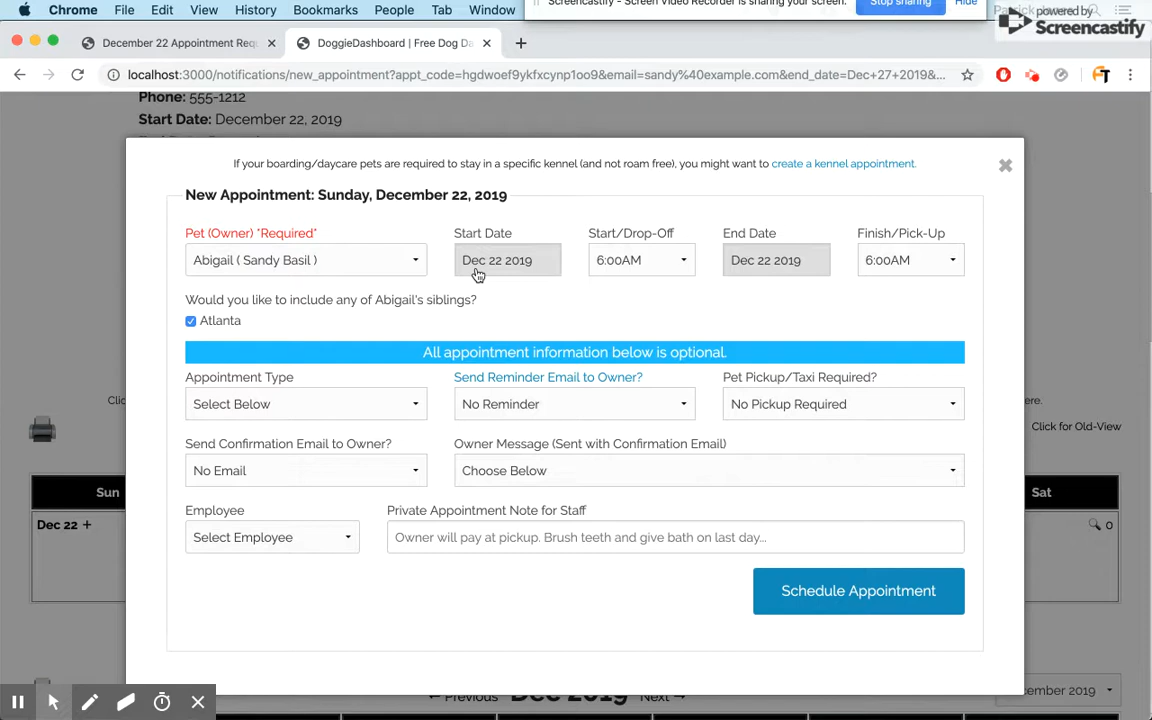 Chrome File Edit View History Bookmarks People Tab Window
Screencastify - Screen Video Recorder is sharing your screen. Stop sharing Hide
powered by
Screencastify
December 22 Appointment Req
DoggieDashboard | Free Dog Da
localhost:3000/notifications/new_appointment?appt_code=hgdwoef9ykfxcynp1oo9&email=sandy%40example.com&end_date=Dec+27+2019&...
Phone: 555-1212
Start Date: December 22, 2019
If your boarding/daycare pets are required to stay in a specific kennel (and not roam free), you might want to create a kennel appointment.
New Appointment: Sunday, December 22, 2019
Pet (Owner) *Required* Start Date Start/Drop-Off End Date Finish/Pick-Up
Abigail ( Sandy Basil ) Dec 22 2019 6:00AM Dec 22 2019 6:00AM
Would you like to include any of Abigail's siblings?
Atlanta
All appointment information below is optional.
Appointment Type Send Reminder Email to Owner? Pet Pickup/Taxi Required?
Select Below No Reminder No Pickup Required
Clic re.
Click for Old-View
Send Confirmation Email to Owner? Owner Message (Sent with Confirmation Email)
No Email Choose Below
Sun Sat
Employee Private Appointment Note for Staff
Dec 22 + 0
Select Employee Owner will pay at pickup. Brush teeth and give bath on last day...
Schedule Appointment
← Previous Dec 2019 Next →
cember 2019